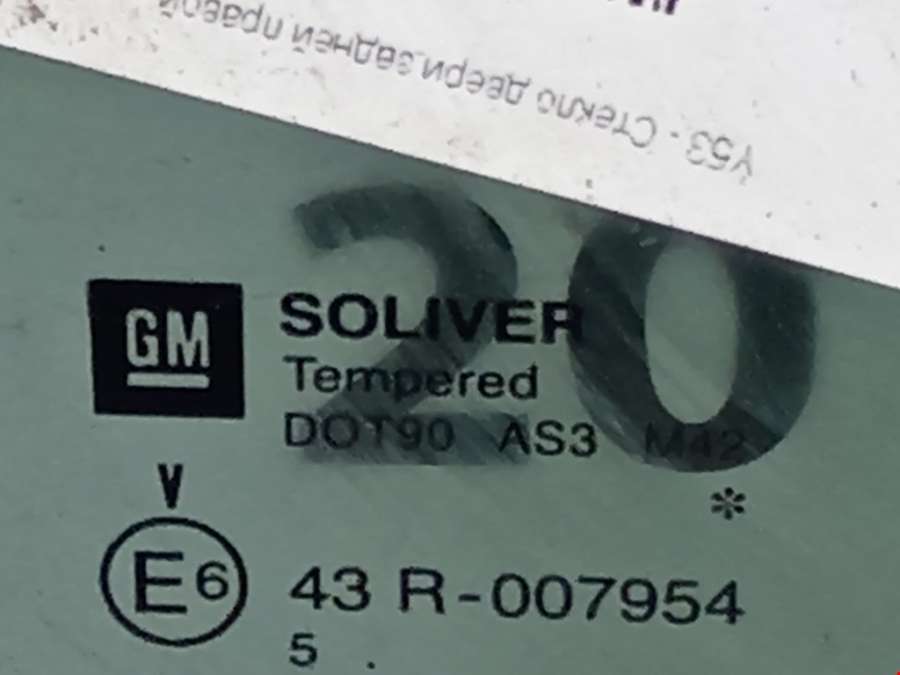 У53 - Стекло двери задней правой
20
GM
SOLIVER
Tempered
DOT90 AS3 M42
V
*
E6 43 R-007954
5 .